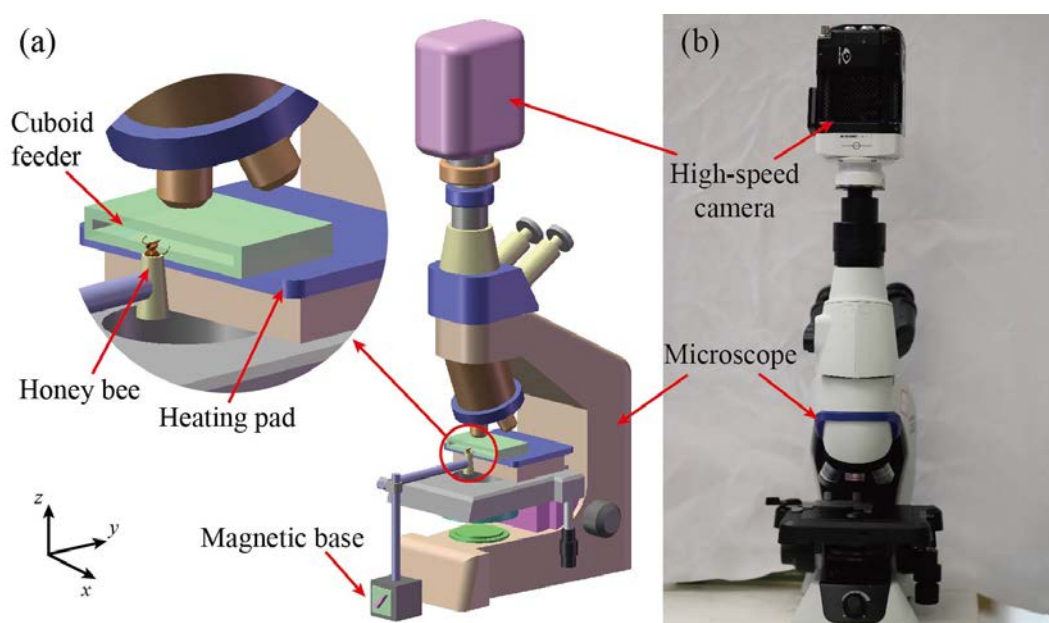 (a)
(b)
Cuboid
feeder
High-speed
camera
Honey bee
Heating pad
Microscope
Magnetic base
z
y
x